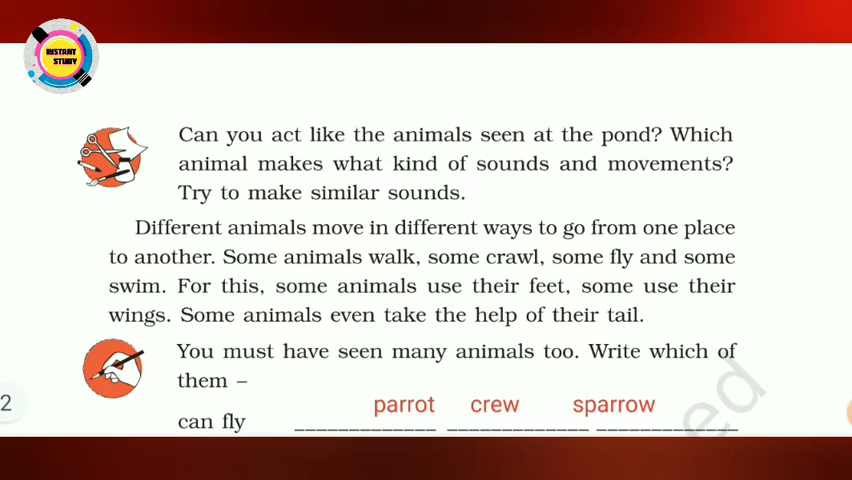 INSTANT
STUDY
Can you act like the animals seen at the pond? Which
animal makes what kind of sounds and movements?
Try to make similar sounds.
Different animals move in different ways to go from one place
to another. Some animals walk, some crawl, some fly and some
swim. For this, some animals use their feet, some use their
wings. Some animals even take the help of their tail.
You must have seen many animals too. Write which of
them –
2
parrot crew sparrow
can fly
ed